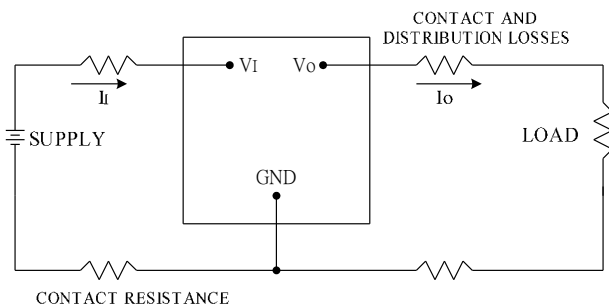 CONTACT AND
DISTRIBUTION LOSSES
VI
VO
II
IO
SUPPLY
LOAD
GND
CONTACT RESISTANCE